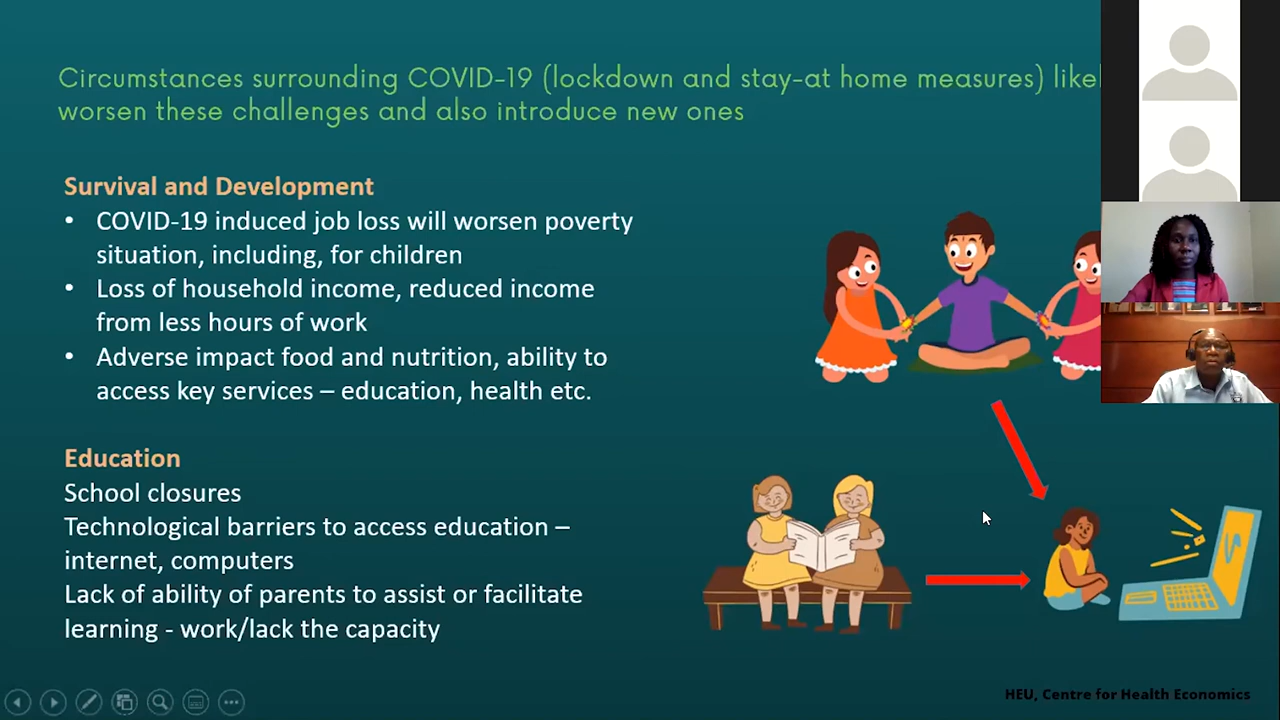 Circumstances surrounding COVID-19 (lockdown and stay-at home measures)
worsen these challenges and also introduce new ones
Survival and Development
• COVID-19 induced job loss will worsen poverty
situation, including, for children
• Loss of household income, reduced income
from less hours of work
• Adverse impact food and nutrition, ability to
access key services – education, health etc.
Education
School closures
Technological barriers to access education –
internet, computers
Lack of ability of parents to assist or facilitate
learning - work/lack the capacity
HEU, Centre for Health Economics